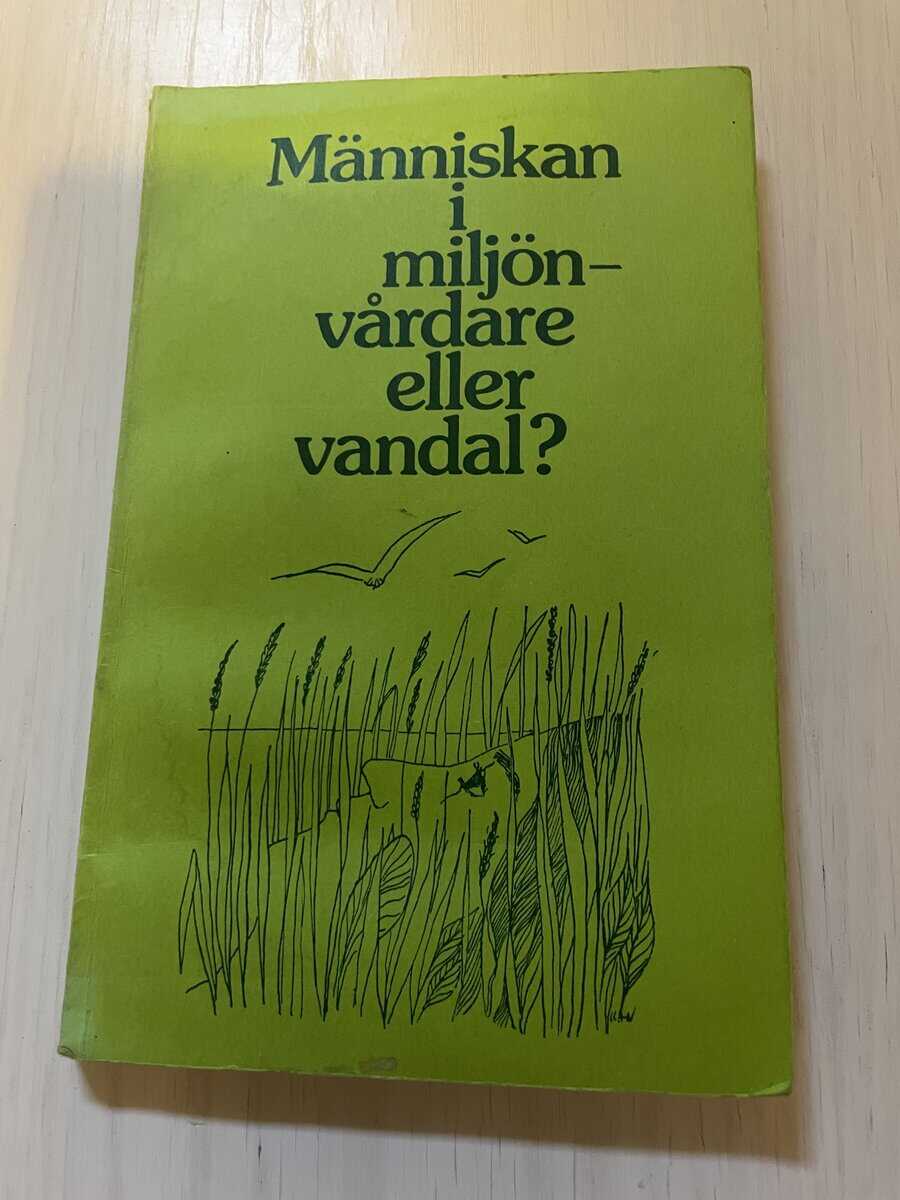 Människan
i
miljön–
vårdare
eller
vandal?